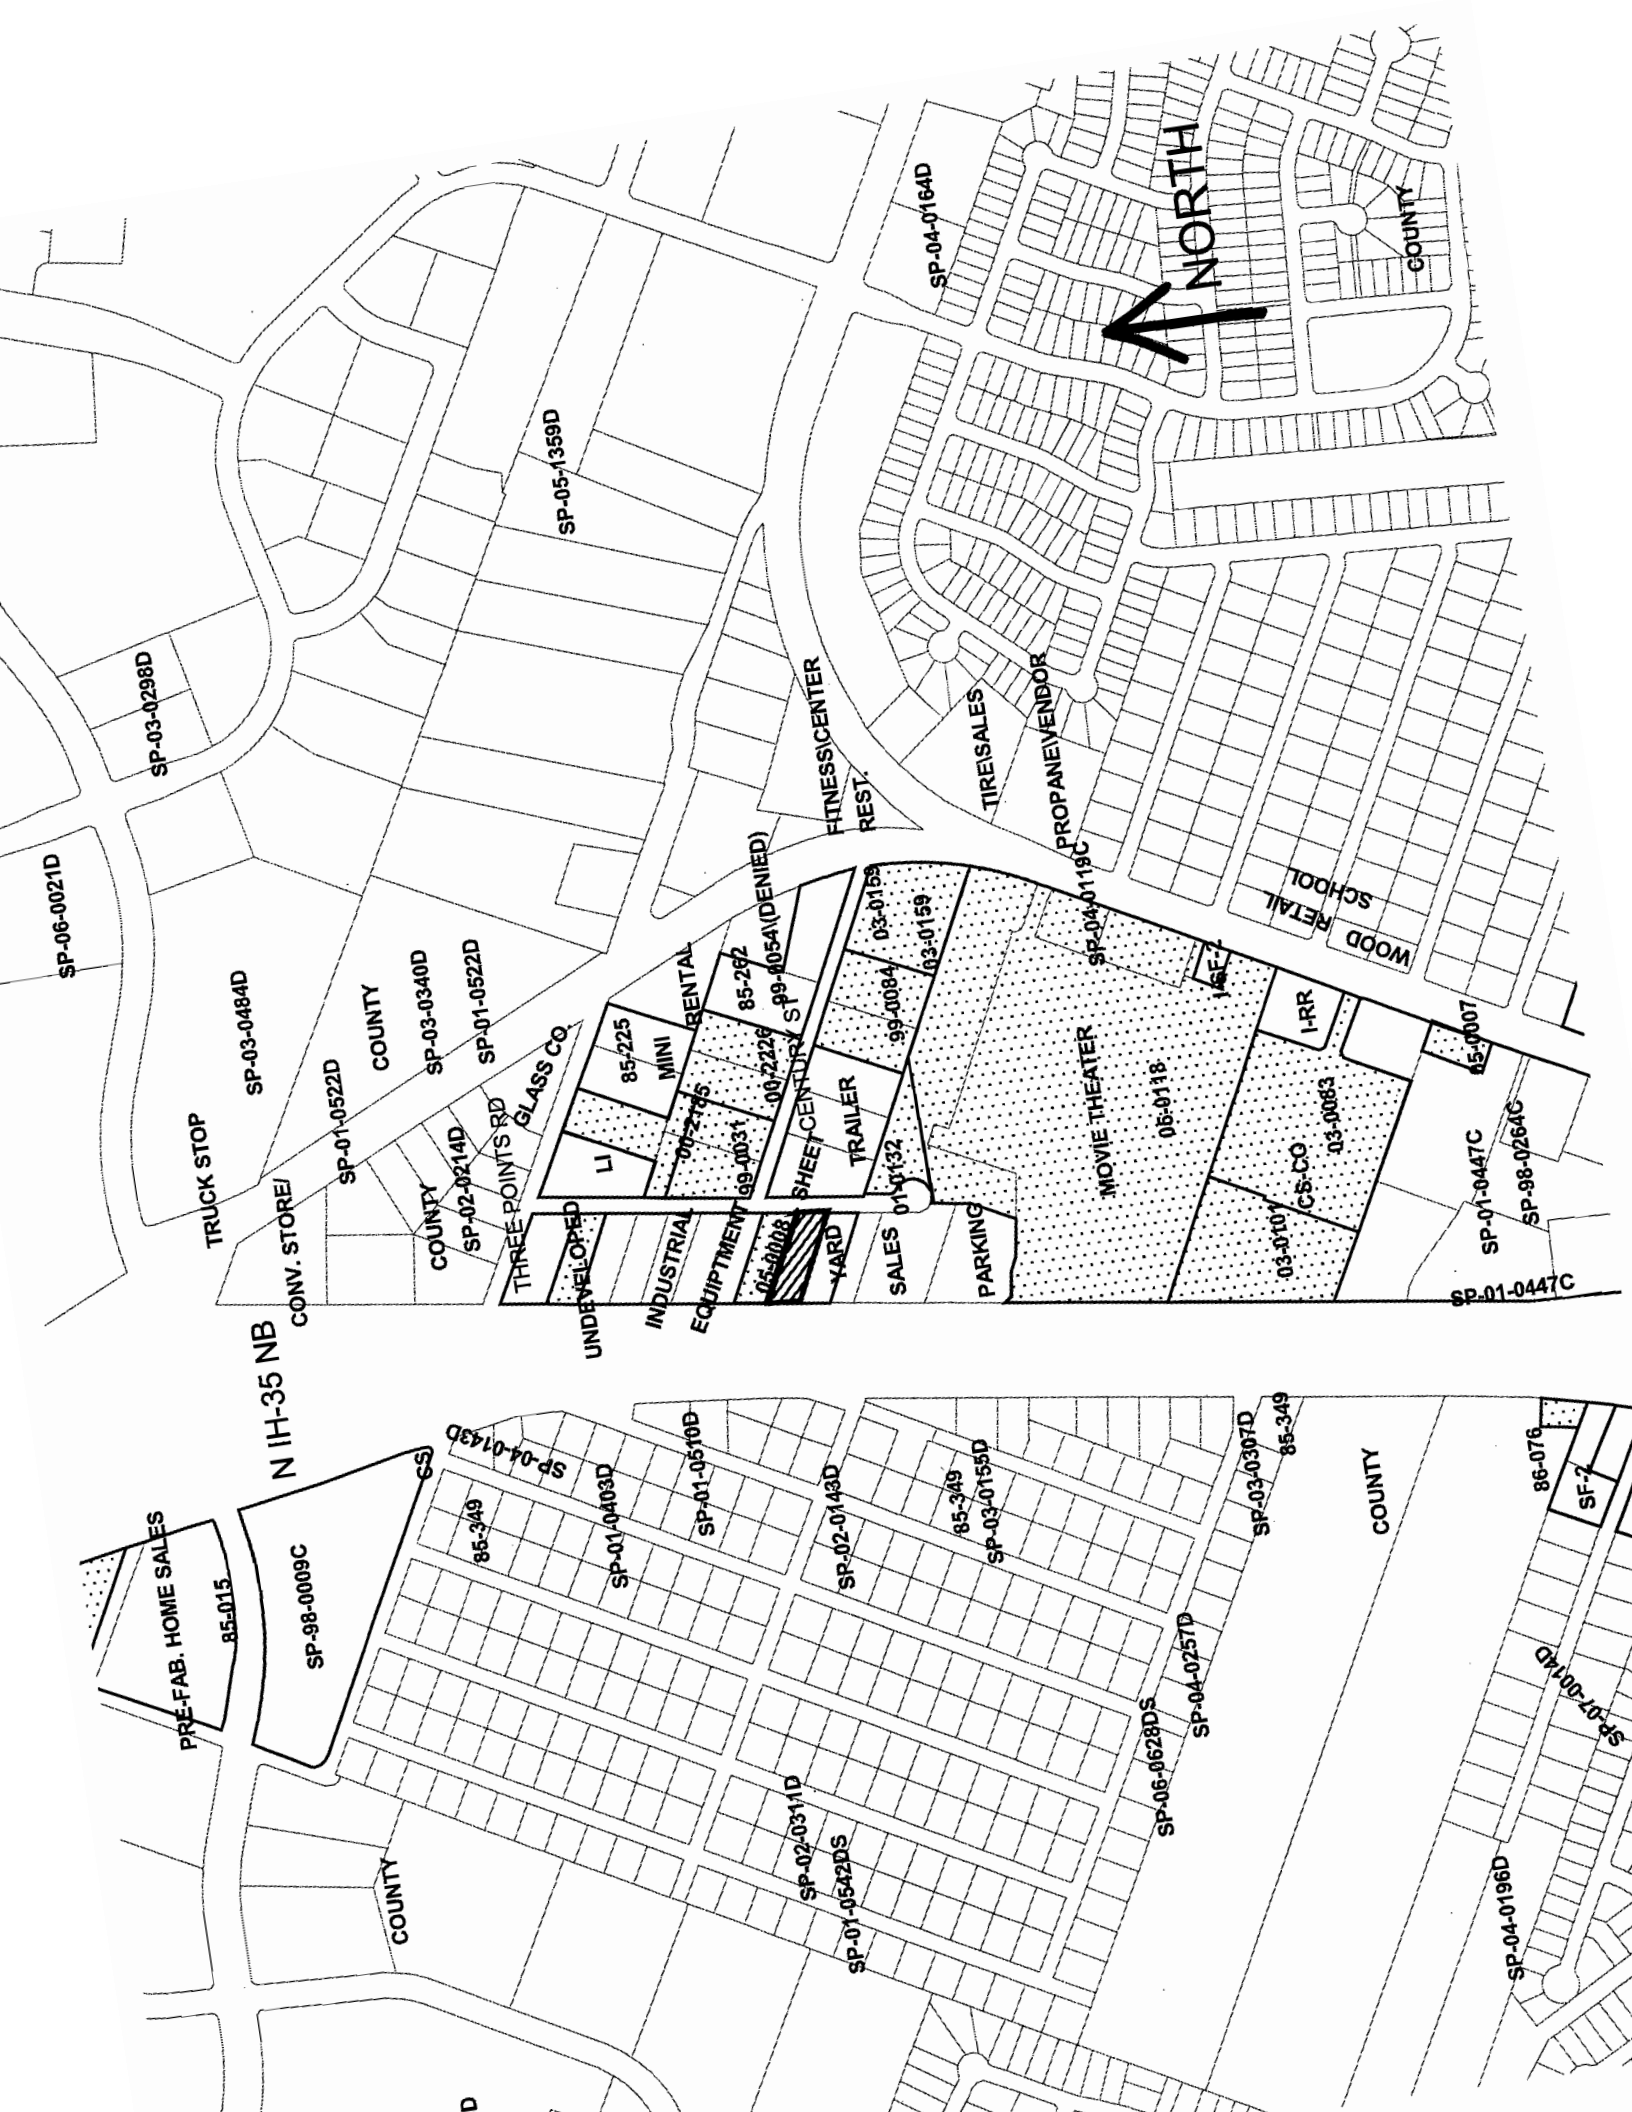 NORTH
COUNTY
SP-04-0164D
SP-05-1359D
SP-03-0298D
SP-06-0021D
SP-03-0484D
COUNTY
SP-03-0340D
SP-01-0522D
SP-01-0522D
TRUCK STOP
CONV. STORE/
COUNTY
SP-02-0214D
GLASS CO.
THREE POINTS RD
FITNESS\CENTER
REST.
TIRE\SALES
PROPANE\VENDOR
SP-04-0119C
85-225
MINI
RENTAL
85-262
99-0054\(DENIED)
00-2226
CENTURY ST
03-0159
03-0159
99-0084
LI
00-2185
99-0031
SHEET
TRAILER
01-0132
UNDEVELOPED
INDUSTRIAL
EQUIPTMENT
05-0008
YARD
SALES
PARKING
MOVIE THEATER
06-0118
SF-2
I-RR
RETAIL
SCHOOL
WOOD
85-0007
03-0083
CS-CO
03-0101
SP-01-0447C
SP-98-0264C
SP-01-0447C
N IH-35 NB
PRE-FAB. HOME SALES
85-015
SP-98-0009C
CS
SP-04-0143D
85-349
SP-01-0403D
SP-01-0510D
SP-02-0143D
85-349
SP-03-0155D
SP-03-0307D
85-349
COUNTY
86-076
SF-2
SP-07-0014D
SP-04-0257D
SP-06-0628DS
SP-02-0311D
SP-01-0542DS
COUNTY
SP-04-0196D
D